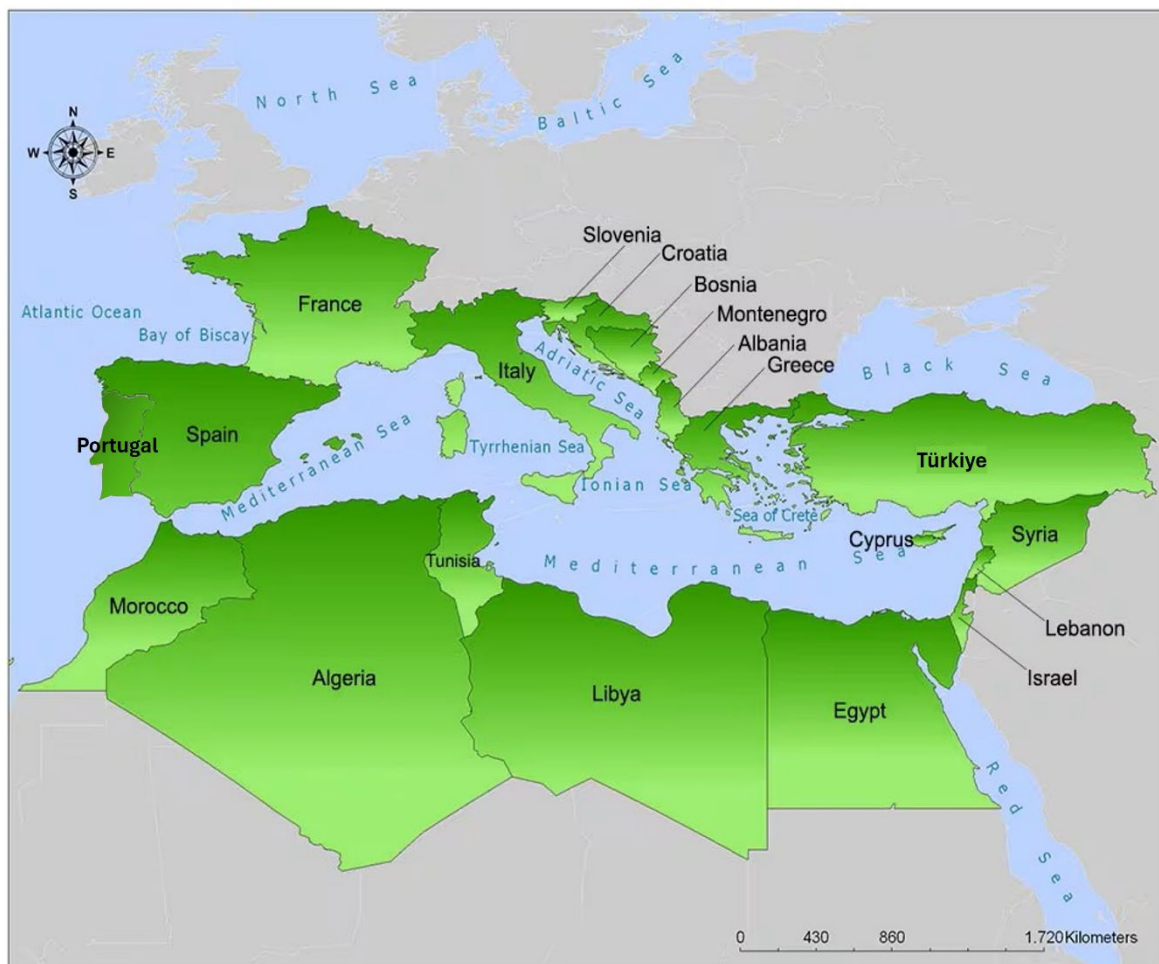 North Sea
Baltic Sea
N
W
E
S
Slovenia
Croatia
Bosnia
Montenegro
Albania
Greece
France
Atlantic Ocean
Bay of Biscay
Adriatic Sea
Italy
Black Sea
Portugal
Spain
Mediterranean Sea
Tyrrhenian Sea
Ionian Sea
Türkiye
Sea of Crete
Cyprus
Syria
Tunisia
Mediterranean Sea
Morocco
Lebanon
Algeria
Libya
Israel
Egypt
Red Sea
0 430 860 1.720 Kilometers